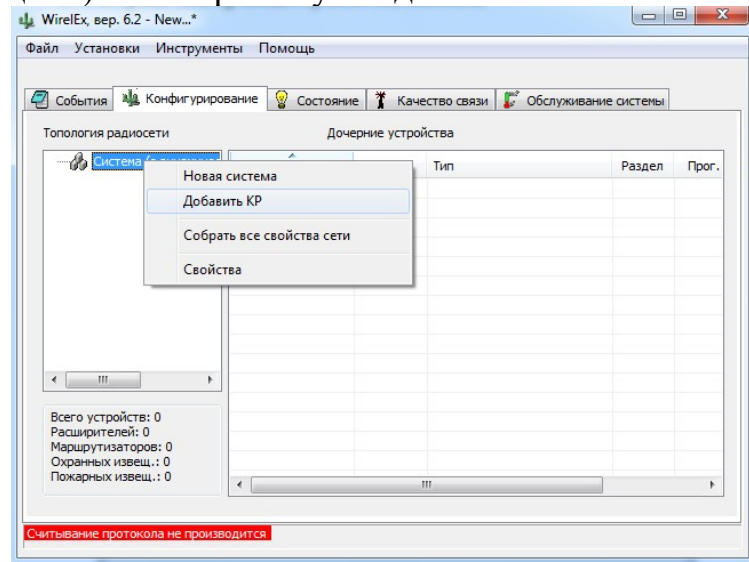 WirelEx, вер. 6.2 - New...*
Файл Установки Инструменты Помощь
События Конфигурирование Состояние Качество связи Обслуживание системы
Топология радиосети Дочерние устройства
Система
Тип Раздел Прог.
Новая система
Добавить КР
Собрать все свойства сети
Свойства
Всего устройств: 0
Расширителей: 0
Маршрутизаторов: 0
Охранных извещ.: 0
Пожарных извещ.: 0
Считывание протокола не производится